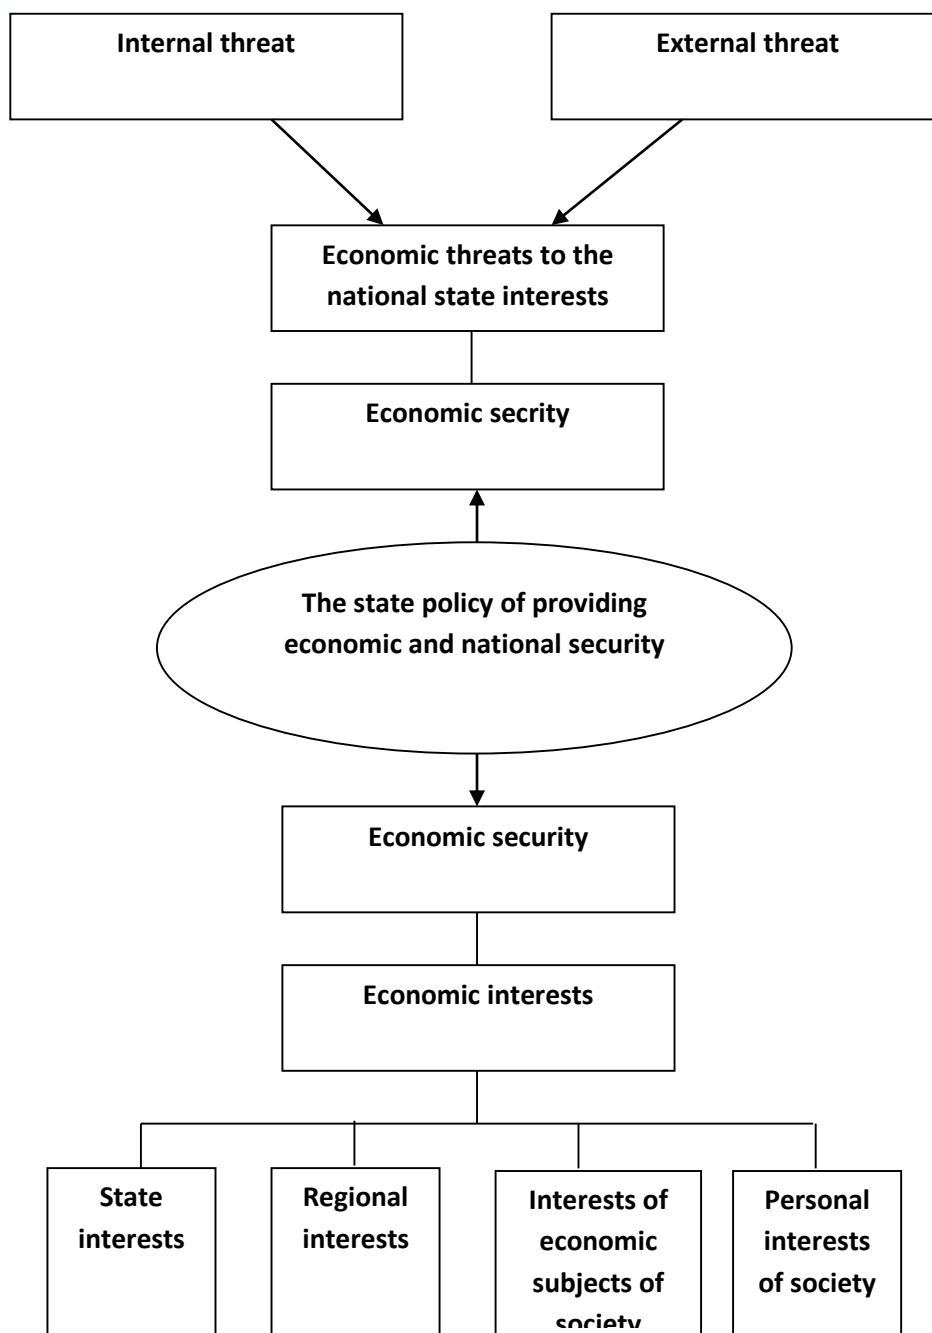 Internal threat
External threat
Economic threats to the
national state interests
Economic secrity
The state policy of providing
economic and national security
Economic security
Economic interests
State
interests
Regional
interests
Interests of
economic
subjects of
society
Personal
interests
of society